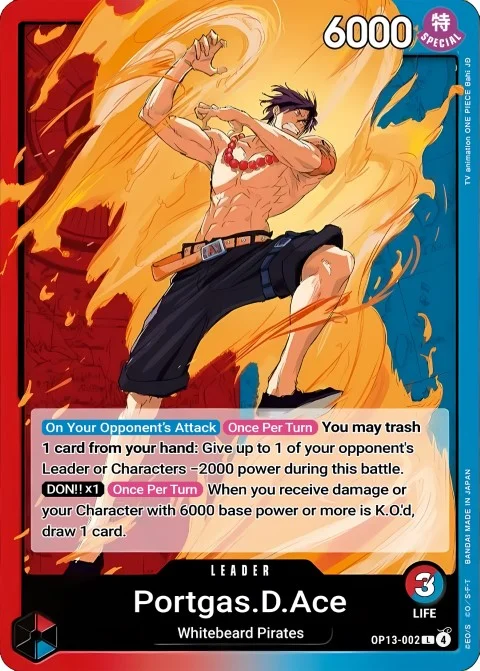 6000
特
SPECIAL
TV animation ONE PIECE Bahi JD
On Your Opponent's Attack Once Per Turn You may trash
1 card from your hand: Give up to 1 of your opponent's
Leader or Characters −2000 power during this battle.
DON!! ×1 Once Per Turn When you receive damage or
your Character with 6000 base power or more is K.O.'d,
draw 1 card.
©E.O/S ©O/S·F·T BANDAI MADE IN JAPAN
LEADER
Portgas.D.Ace
Whitebeard Pirates
3
LIFE
OP13-002 L 4